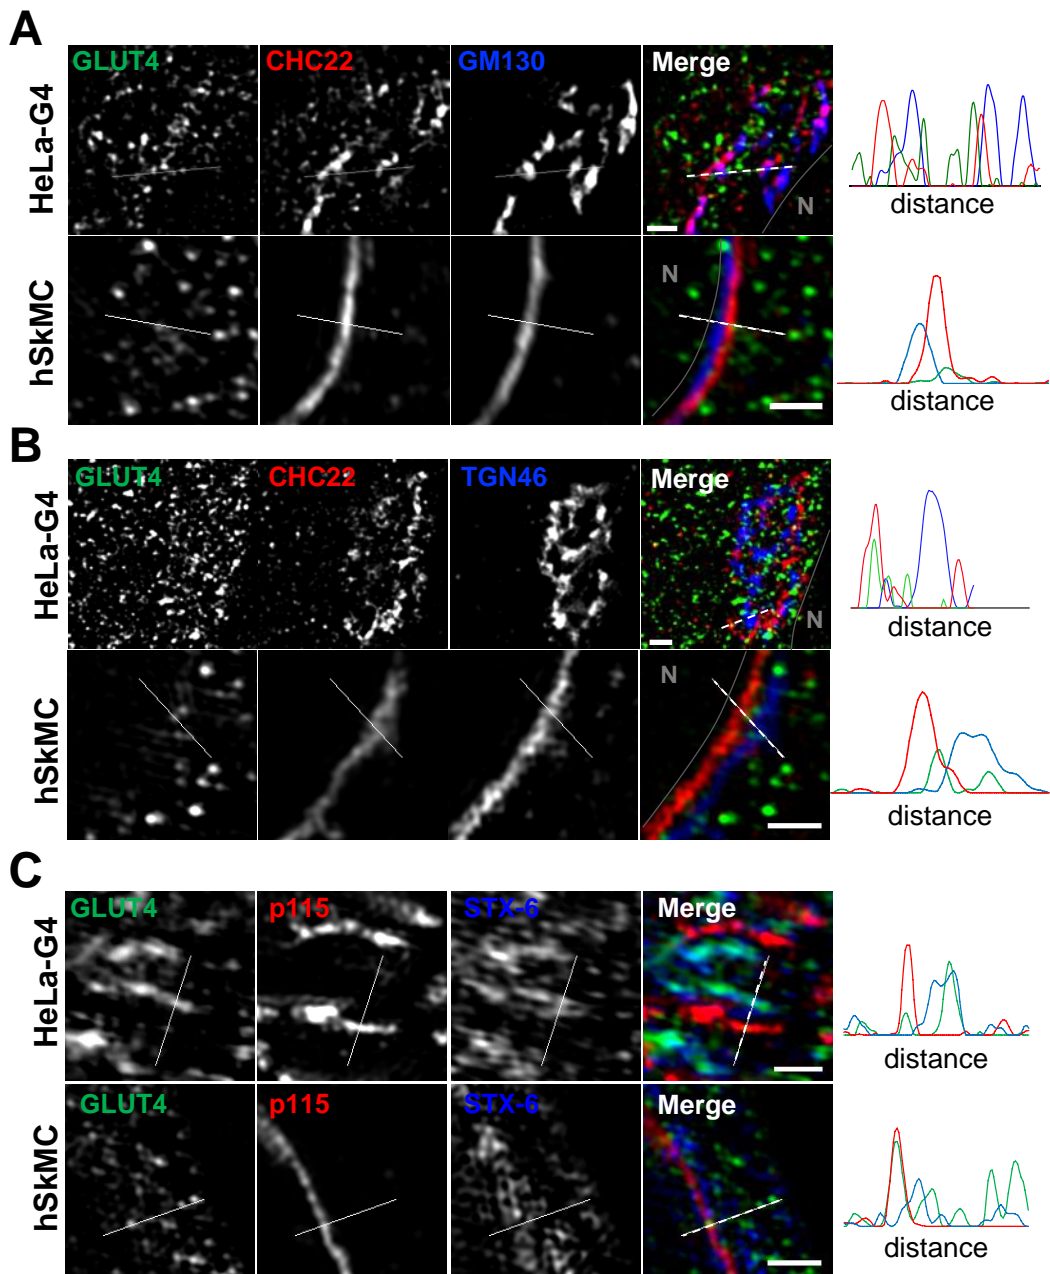 A
HeLa-G4
GLUT4 CHC22 GM130 Merge
N
distance
hSkMC
N
distance
B
HeLa-G4
GLUT4 CHC22 TGN46 Merge
N
distance
hSkMC
N
distance
C
HeLa-G4
GLUT4 p115 STX-6 Merge
distance
hSkMC
GLUT4 p115 STX-6 Merge
distance